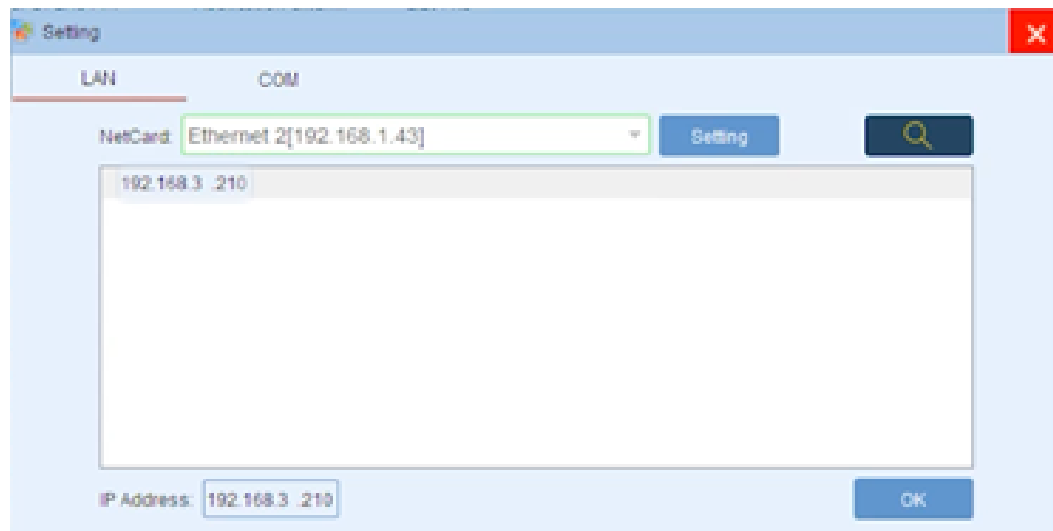 Setting
LAN COM
NetCard: Ethernet 2[192.168.1.43] Setting
192.168.3 .210
IP Address: 192.168.3 .210 OK